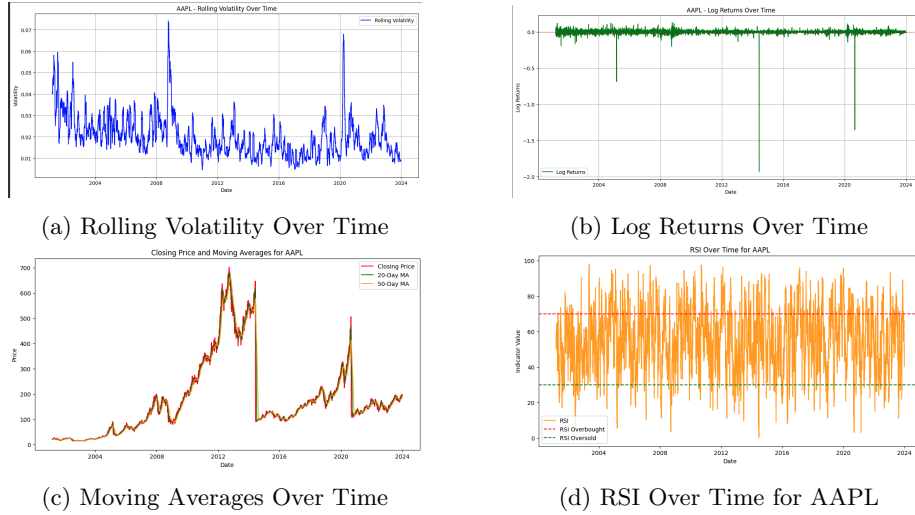 AAPL - Rolling Volatility Over Time
Rolling Volatility
0.07
0.06
0.05
0.04
0.03
0.02
0.01
Volatility
2004
2008
2012
2016
2020
2024
Date
(a) Rolling Volatility Over Time
AAPL - Log Returns Over Time
0.0
−0.5
−1.0
−1.5
−2.0
Log Returns
Log Returns
2004
2008
2012
2016
2020
2024
Date
(b) Log Returns Over Time
Closing Price and Moving Averages for AAPL
Closing Price
20-Day MA
50-Day MA
700
600
500
400
300
200
100
0
Price
2004
2008
2012
2016
2020
2024
Date
(c) Moving Averages Over Time
RSI Over Time for AAPL
100
80
60
40
20
0
Indicator Value
RSI
RSI Overbought
RSI Oversold
2004
2008
2012
2016
2020
2024
Date
(d) RSI Over Time for AAPL